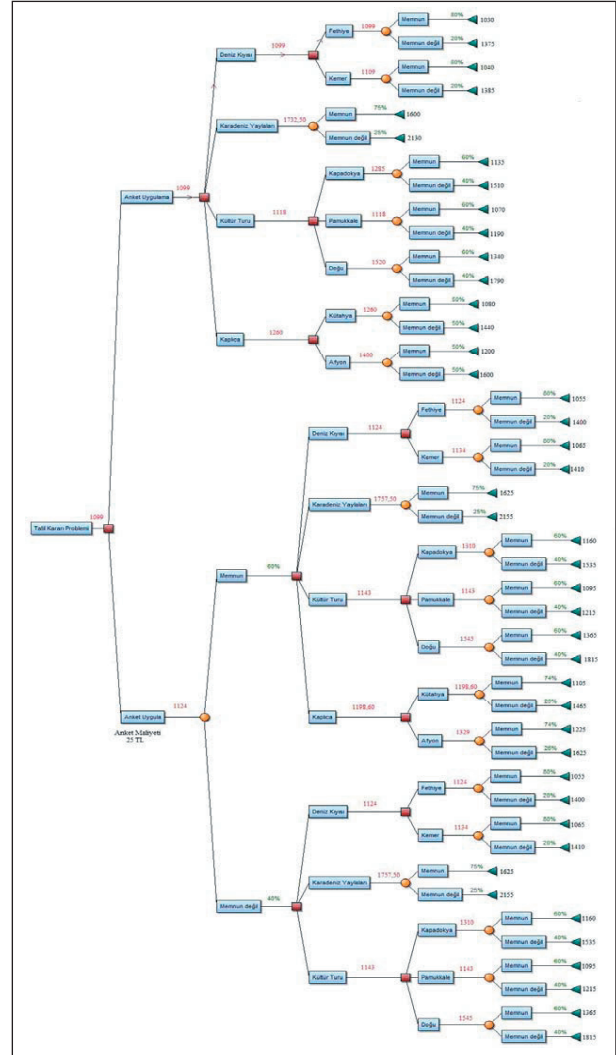 Tatil Kararı Problemi
1099
Anket Uygulama
1099
Deniz Kıyısı
1099
Fethiye
1099
Memnun
80%
1030
Memnun değil
20%
1375
Kemer
1109
Memnun
80%
1040
Memnun değil
20%
1385
Karadeniz Yaylaları
1732,50
Memnun
75%
1600
Memnun değil
25%
2130
Kültür Turu
1118
Kapadokya
1285
Memnun
60%
1135
Memnun değil
40%
1510
Pamukkale
1118
Memnun
60%
1070
Memnun değil
40%
1190
Doğu
1520
Memnun
60%
1340
Memnun değil
40%
1790
Kaplıca
1260
Kütahya
1260
Memnun
50%
1080
Memnun değil
50%
1440
Afyon
1400
Memnun
50%
1200
Memnun değil
50%
1600
Anket Uygula
1124
Anket Maliyeti
25 TL
Memnun
60%
Deniz Kıyısı
1124
Fethiye
1124
Memnun
80%
1055
Memnun değil
20%
1400
Kemer
1134
Memnun
80%
1065
Memnun değil
20%
1410
Karadeniz Yaylaları
1757,50
Memnun
75%
1625
Memnun değil
25%
2155
Kültür Turu
1143
Kapadokya
1310
Memnun
60%
1160
Memnun değil
40%
1535
Pamukkale
1143
Memnun
60%
1095
Memnun değil
40%
1215
Doğu
1545
Memnun
60%
1365
Memnun değil
40%
1815
Kaplıca
1198,60
Kütahya
1198,60
Memnun
74%
1105
Memnun değil
1465
Afyon
1329
Memnun
74%
1225
Memnun değil
26%
1625
Memnun değil
40%
Deniz Kıyısı
1124
Fethiye
1124
Memnun
80%
1055
Memnun değil
20%
1400
Kemer
1134
Memnun
80%
1065
Memnun değil
20%
1410
Karadeniz Yaylaları
1757,50
Memnun
75%
1625
Memnun değil
25%
2155
Kültür Turu
1143
Kapadokya
1310
Memnun
60%
1160
Memnun değil
40%
1535
Pamukkale
1143
Memnun
60%
1095
Memnun değil
40%
1215
Doğu
1545
Memnun
60%
1365
Memnun değil
40%
1815